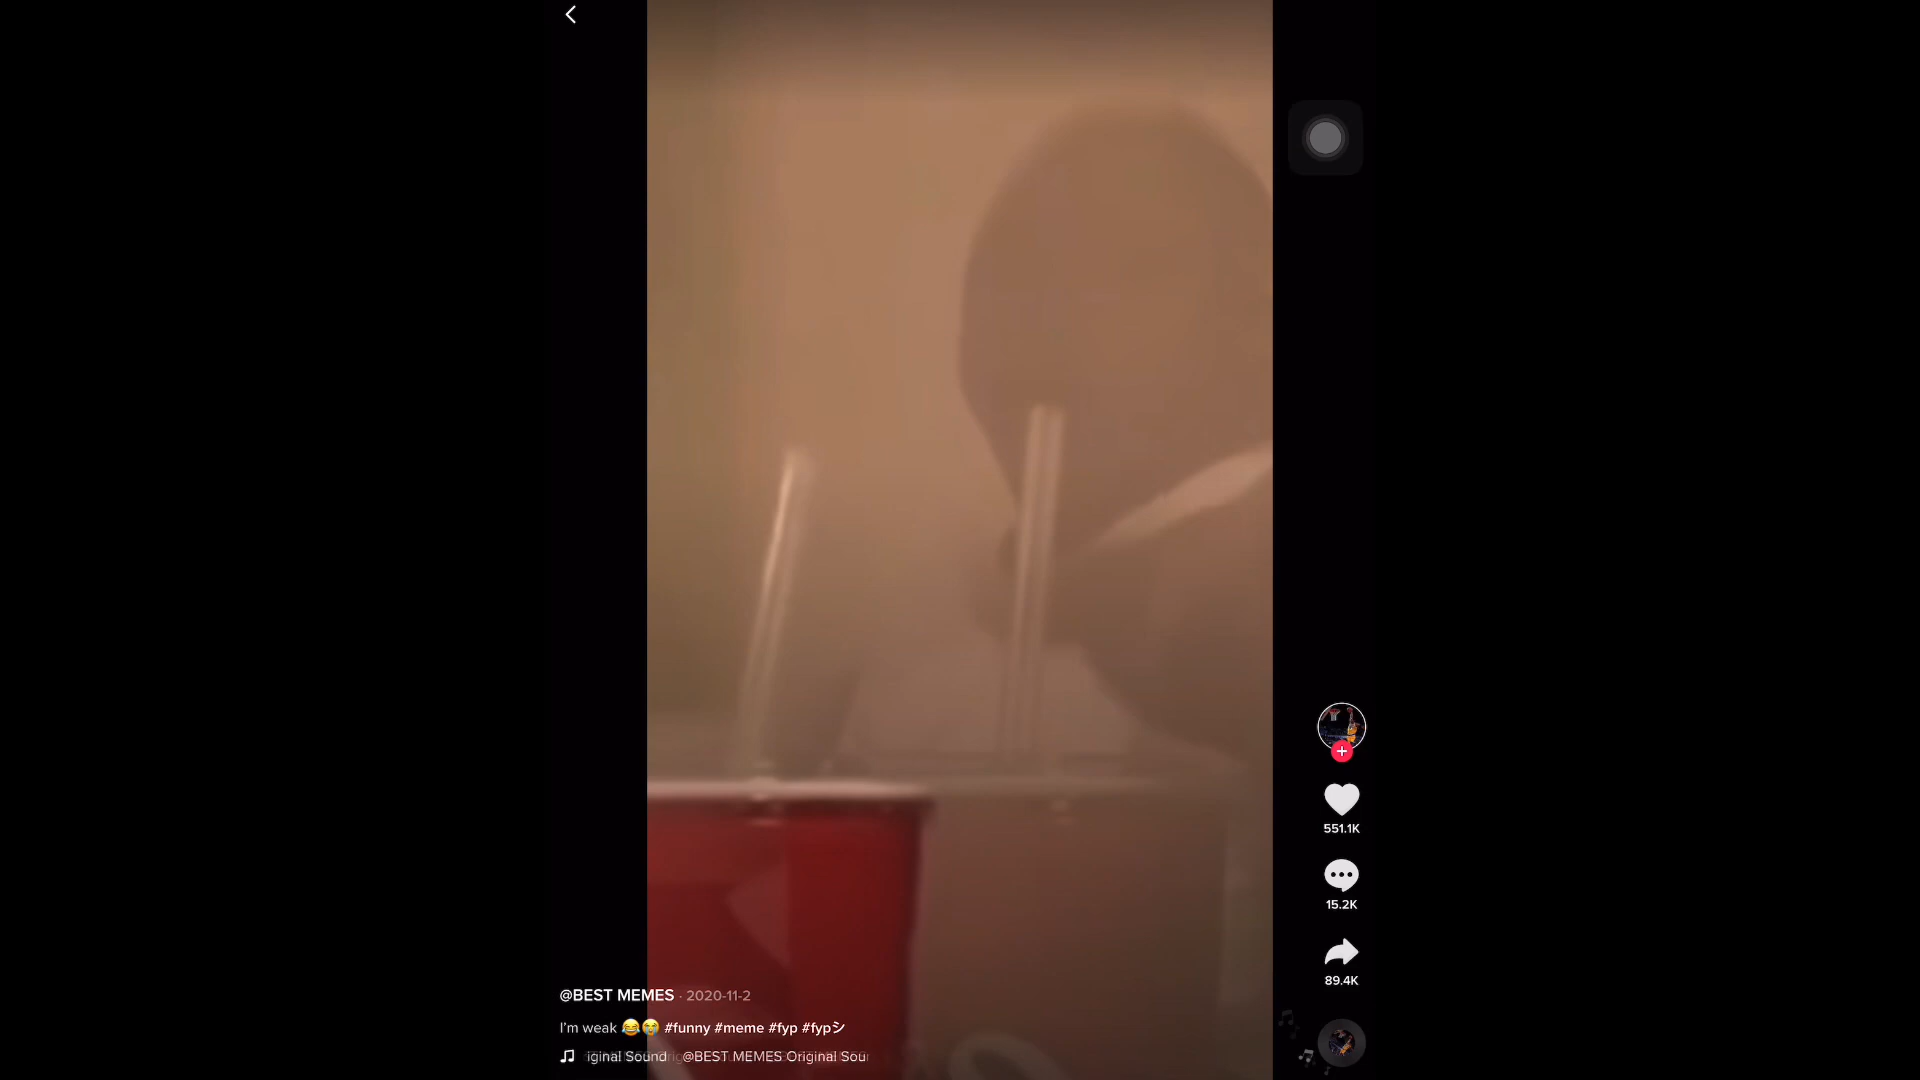 551.1K
15.2K
89.4K
@BEST MEMES · 2020-11-2
I'm weak 😂😭 #funny #meme #fyp #fypシ
iginal Sound @BEST MEMES Original Sour